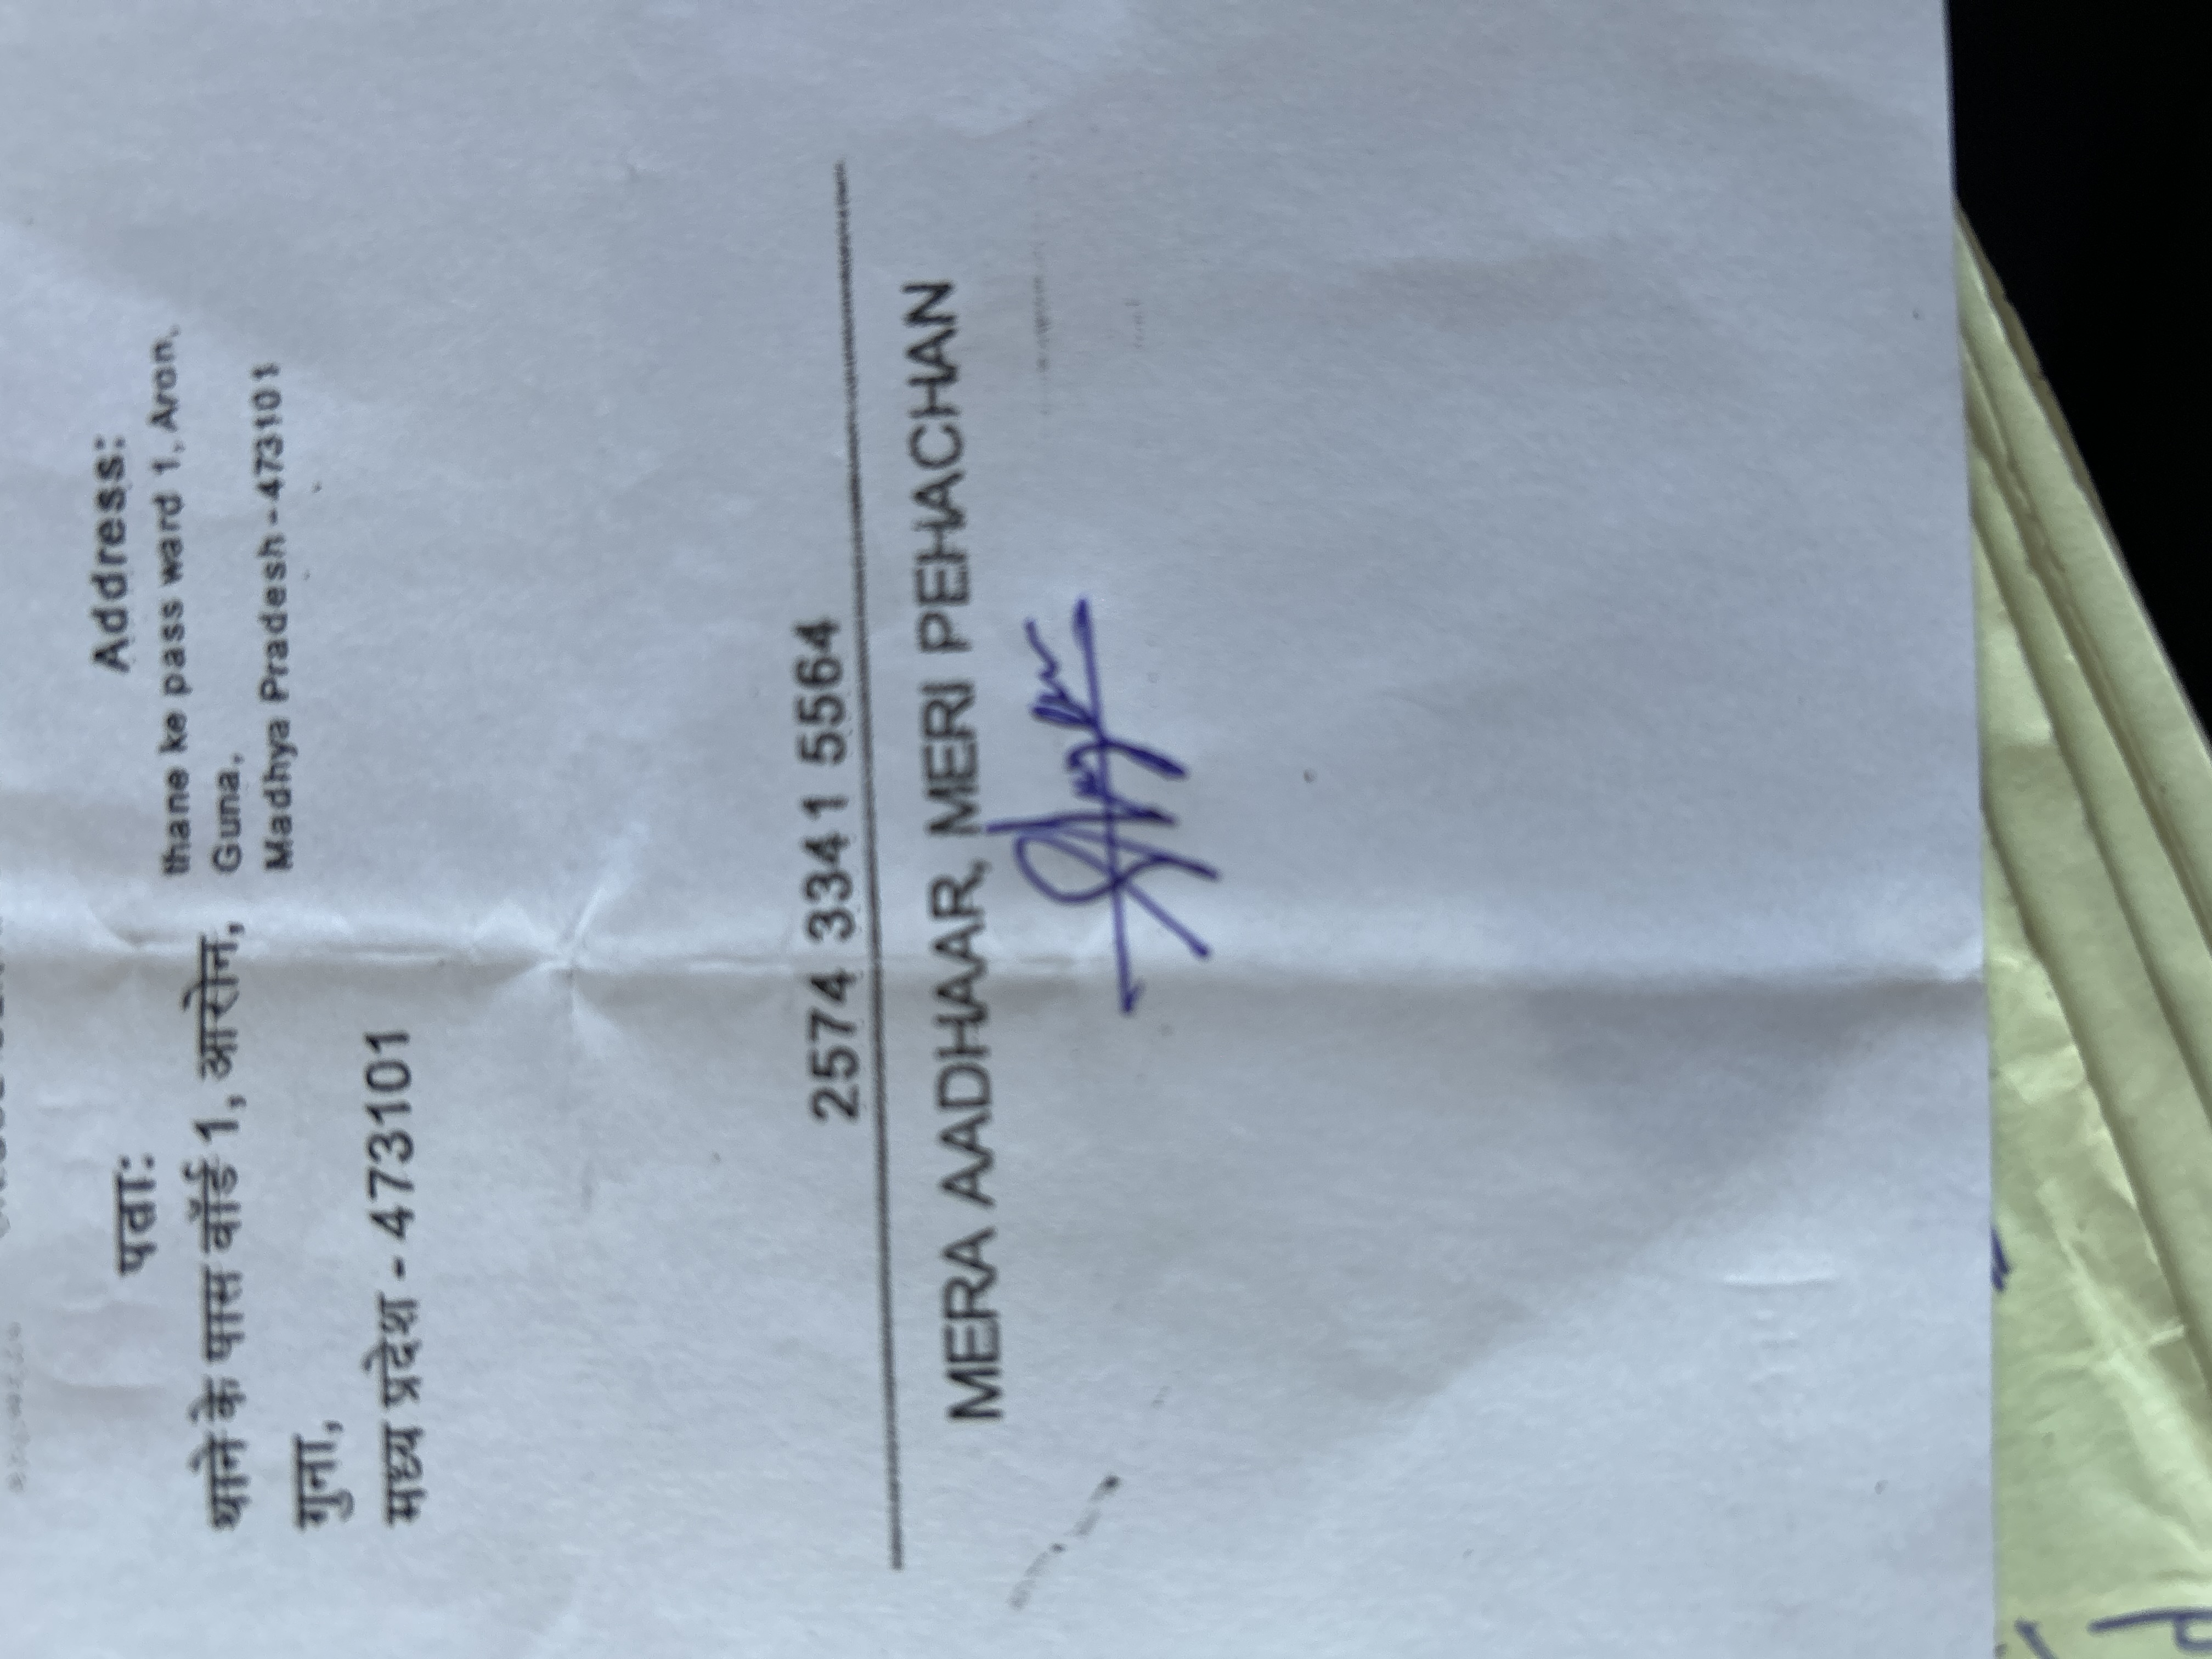 पता:
थाने के पास वॉर्ड 1, आरोन,
गुना,
मध्य प्रदेश - 473101
Address:
thane ke pass ward 1, Aron,
Guna,
Madhya Pradesh - 473101
2574 3341 5564
MERA AADHAAR, MERI PEHACHAN